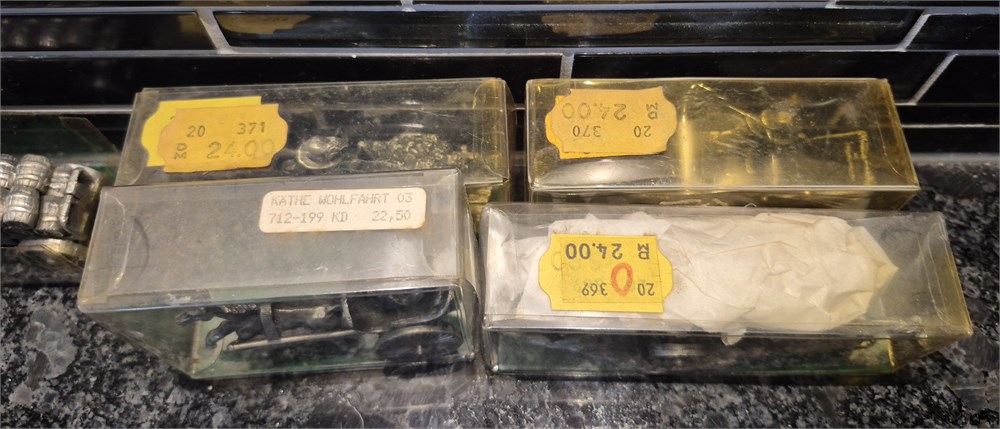 20 371
DM
24.00
DM
24.00
20
370
KATHE WOHLFAHRT 03
712-199 KD 22,50
DM
24.00
20
369
O